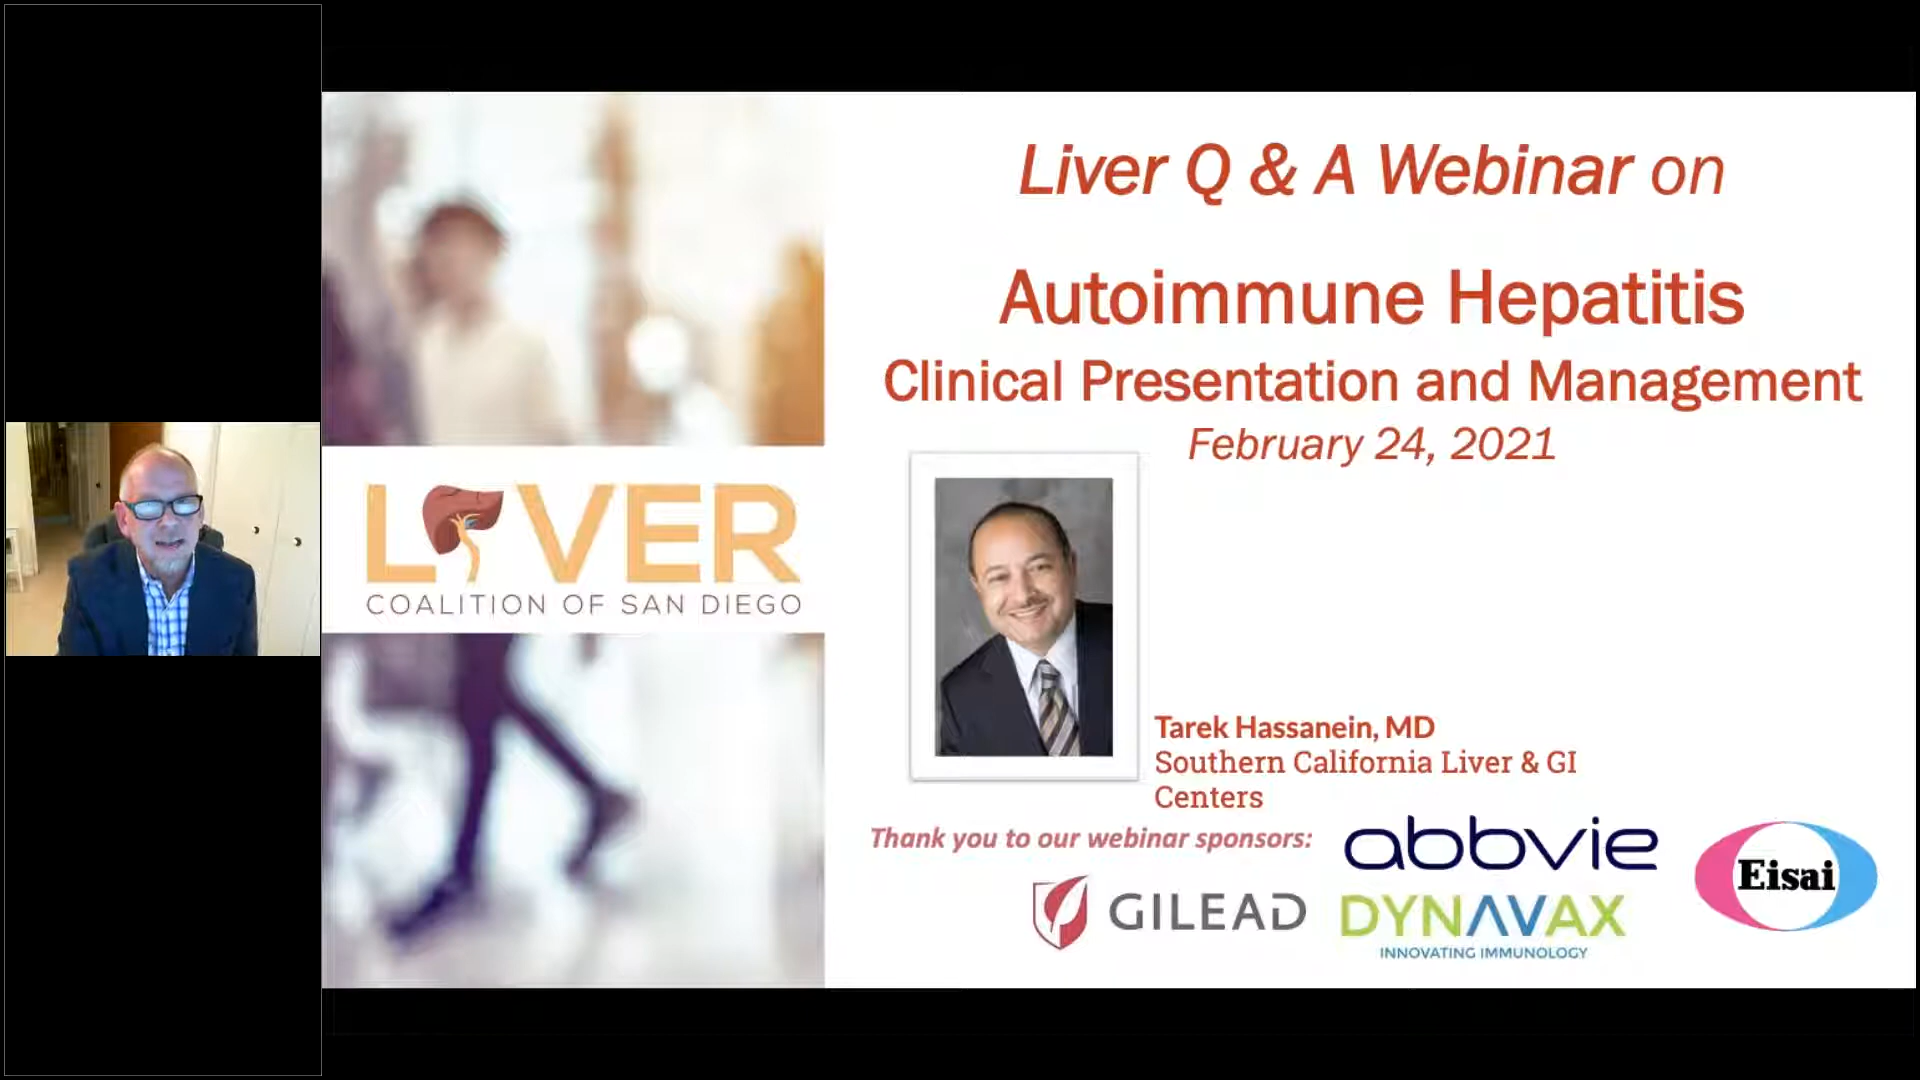 Liver Q & A Webinar on
Autoimmune Hepatitis
Clinical Presentation and Management
February 24, 2021
LIVER
COALITION OF SAN DIEGO
Tarek Hassanein, MD
Southern California Liver & GI
Centers
Thank you to our webinar sponsors:
abbvie
Eisai
GILEAD
DYNAVAX
INNOVATING IMMUNOLOGY